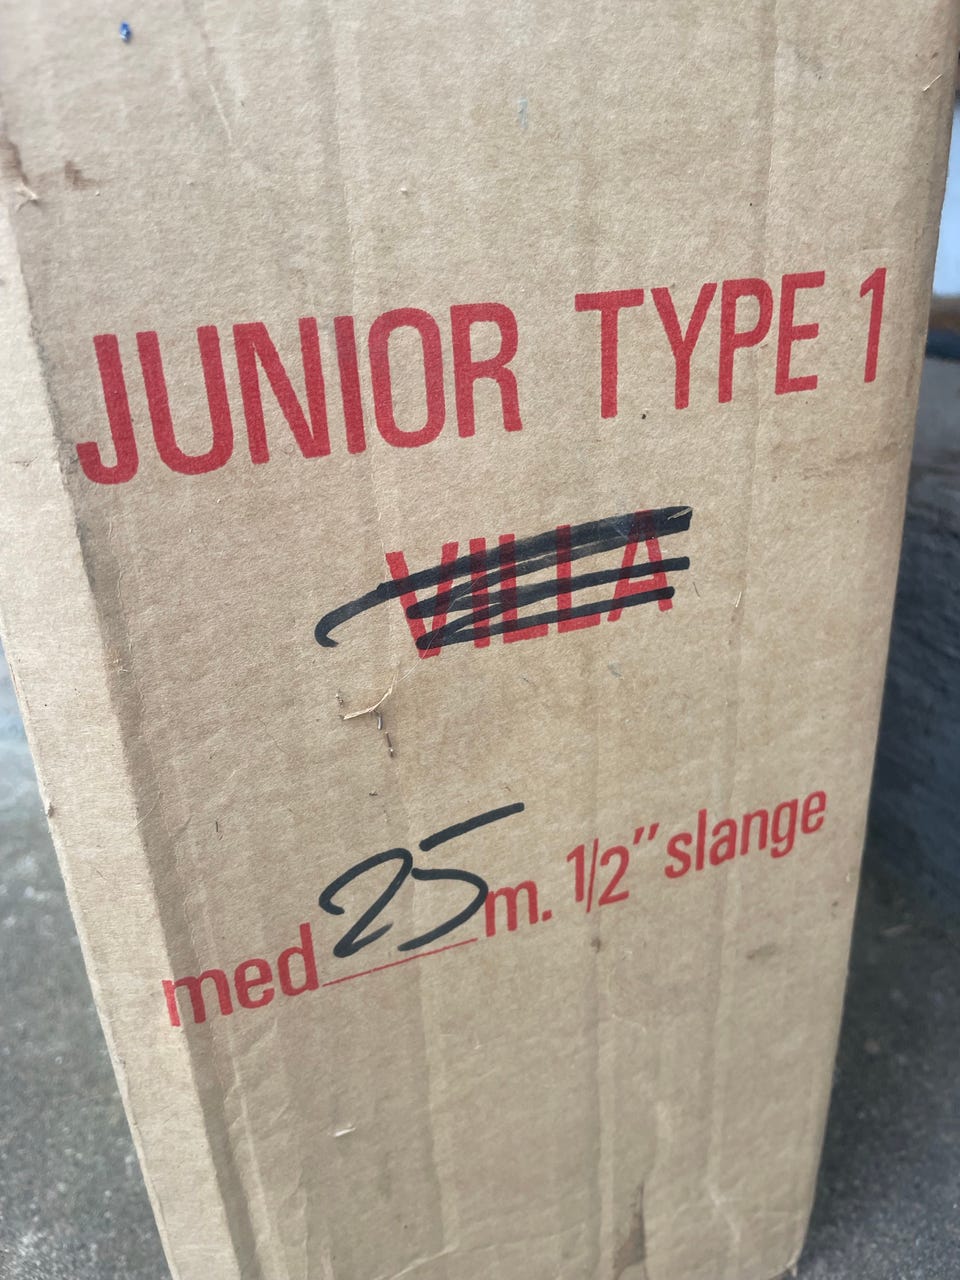 JUNIOR TYPE 1
VILLA
med 25 m. 1/2" slange